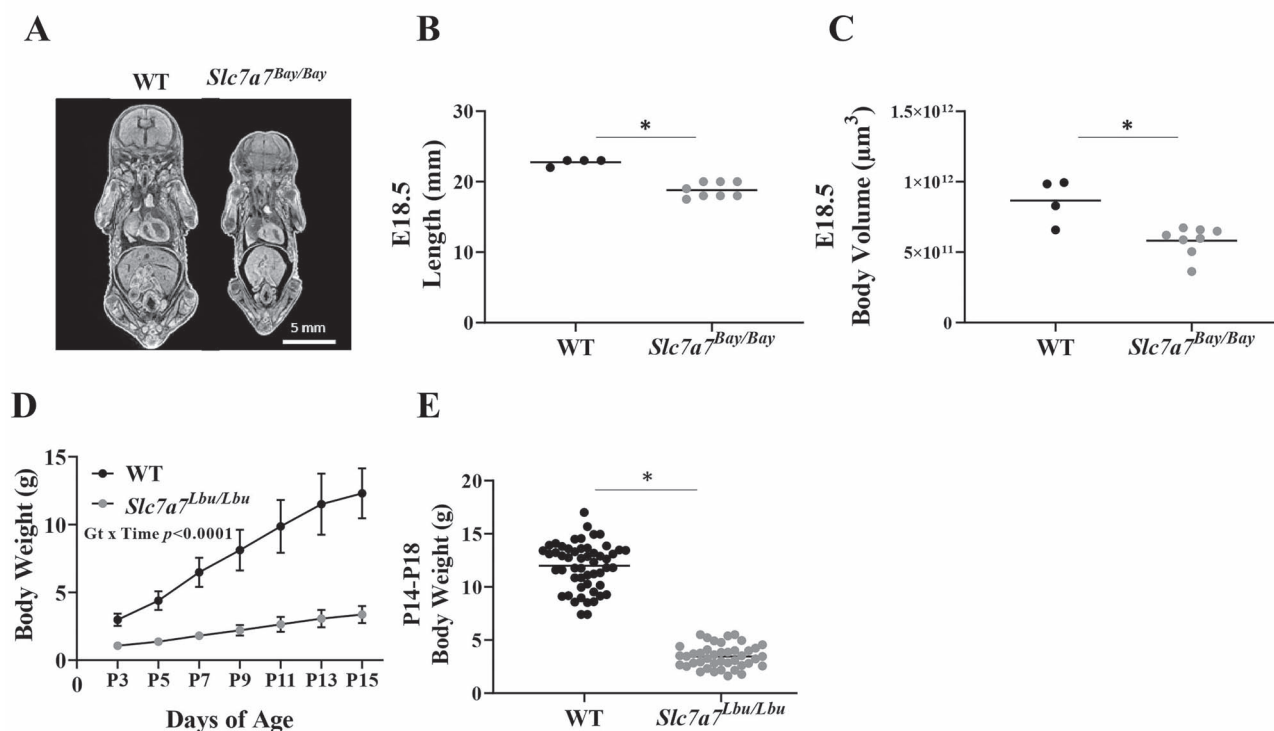 A
WT
Slc7a7Bay/Bay
5 mm
B
E18.5
Length (mm)
30
20
10
0
*
WT
Slc7a7Bay/Bay
C
E18.5
Body Volume (µm3)
1.5×10¹²
1×10¹²
5×10¹¹
0
*
WT
Slc7a7Bay/Bay
D
Body Weight (g)
15
10
5
0
WT
Slc7a7Lbu/Lbu
Gt x Time p<0.0001
0
P3 P5 P7 P9 P11 P13 P15
Days of Age
E
P14-P18
Body Weight (g)
20
15
10
5
0
*
WT
Slc7a7Lbu/Lbu